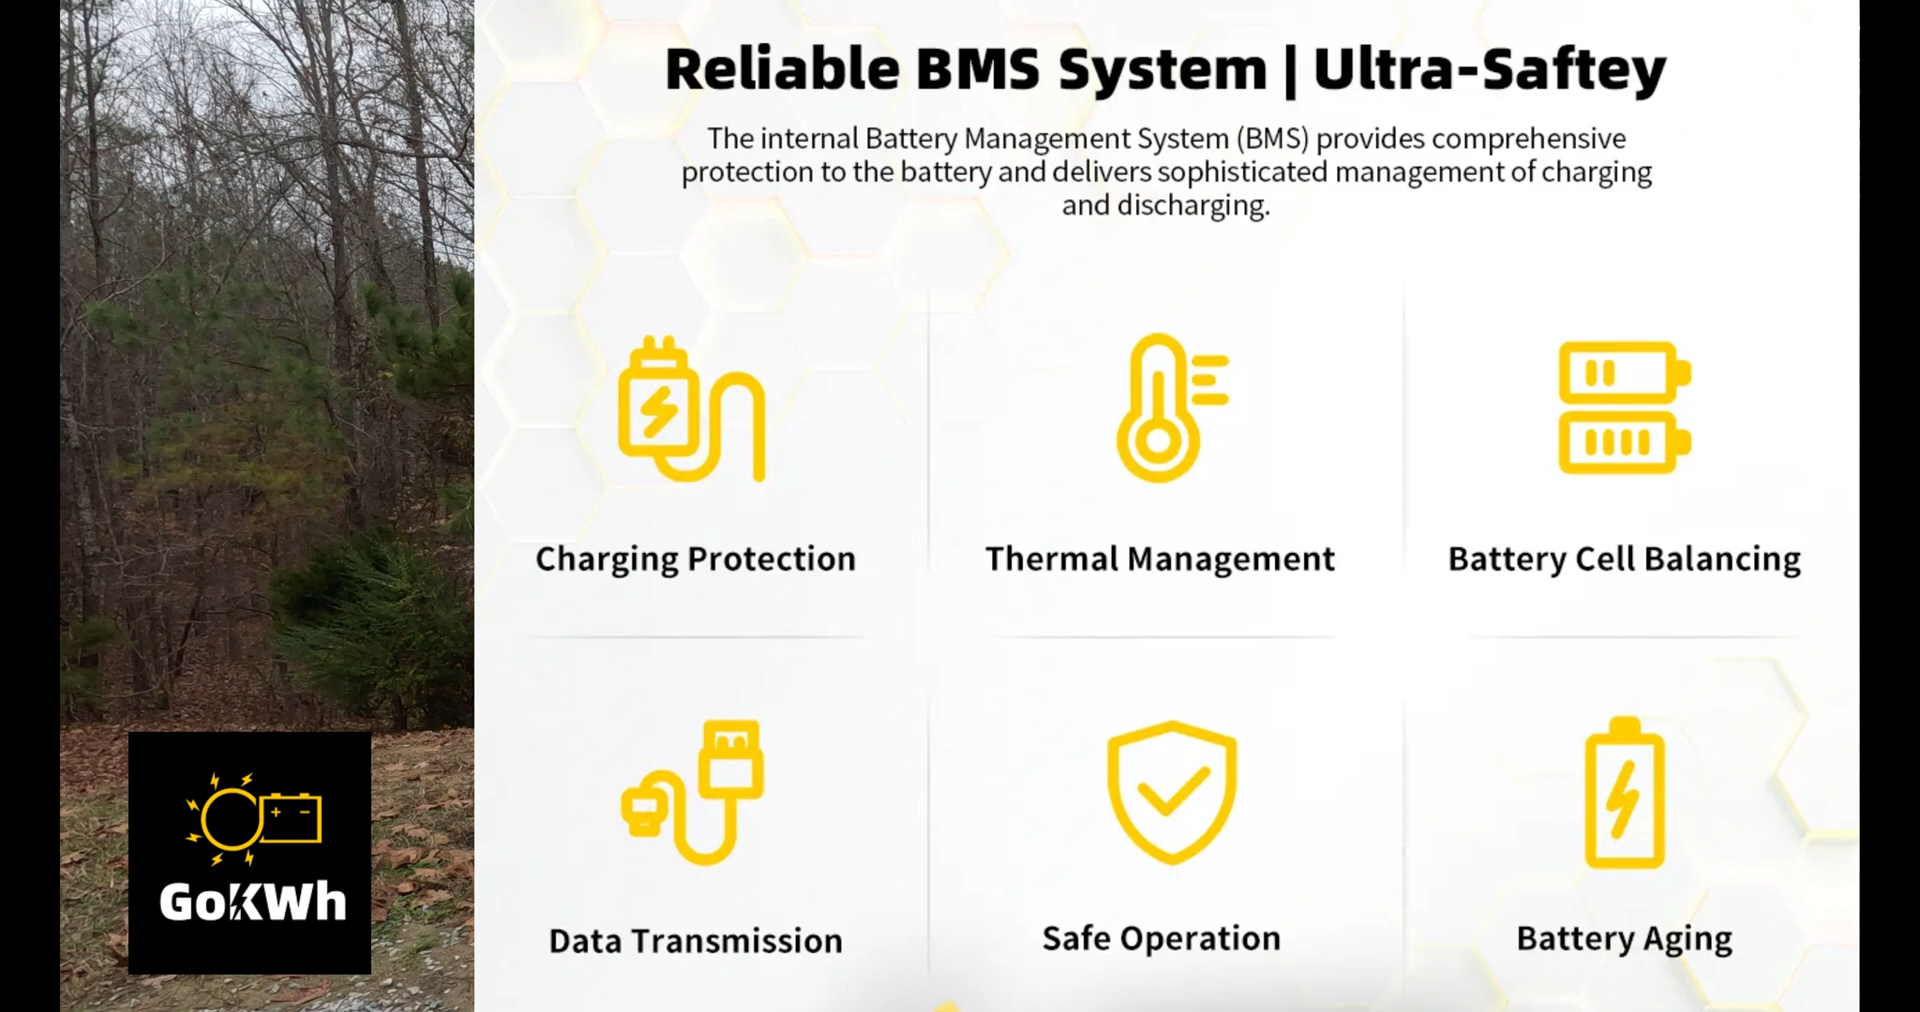 Reliable BMS System | Ultra-Saftey
The internal Battery Management System (BMS) provides comprehensive
protection to the battery and delivers sophisticated management of charging
and discharging.
Charging Protection
Thermal Management
Battery Cell Balancing
Data Transmission
Safe Operation
Battery Aging
GoKWh